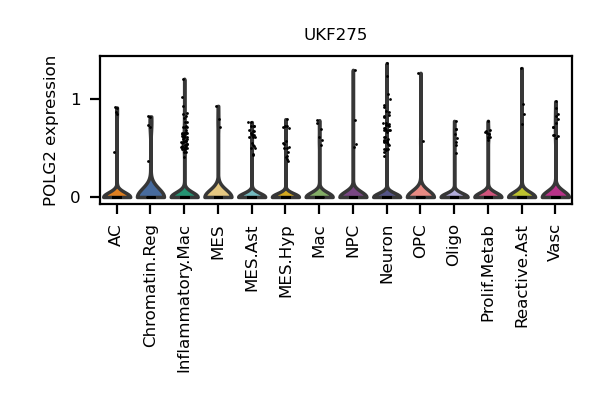 UKF275
POLG2 expression
1
0
AC
Chromatin.Reg
Inflammatory.Mac
MES
MES.Ast
MES.Hyp
Mac
NPC
Neuron
OPC
Oligo
Prolif.Metab
Reactive.Ast
Vasc